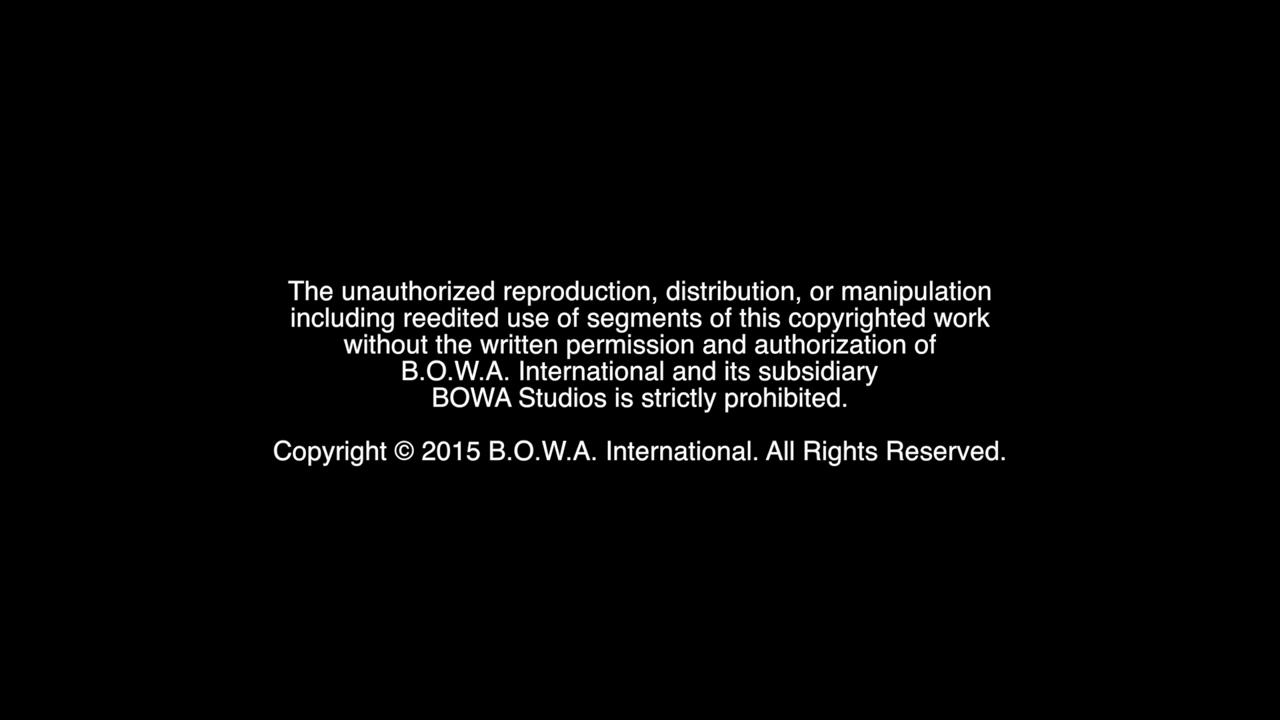 The unauthorized reproduction, distribution, or manipulation
including reedited use of segments of this copyrighted work
without the written permission and authorization of
B.O.W.A. International and its subsidiary
BOWA Studios is strictly prohibited.
Copyright © 2015 B.O.W.A. International. All Rights Reserved.